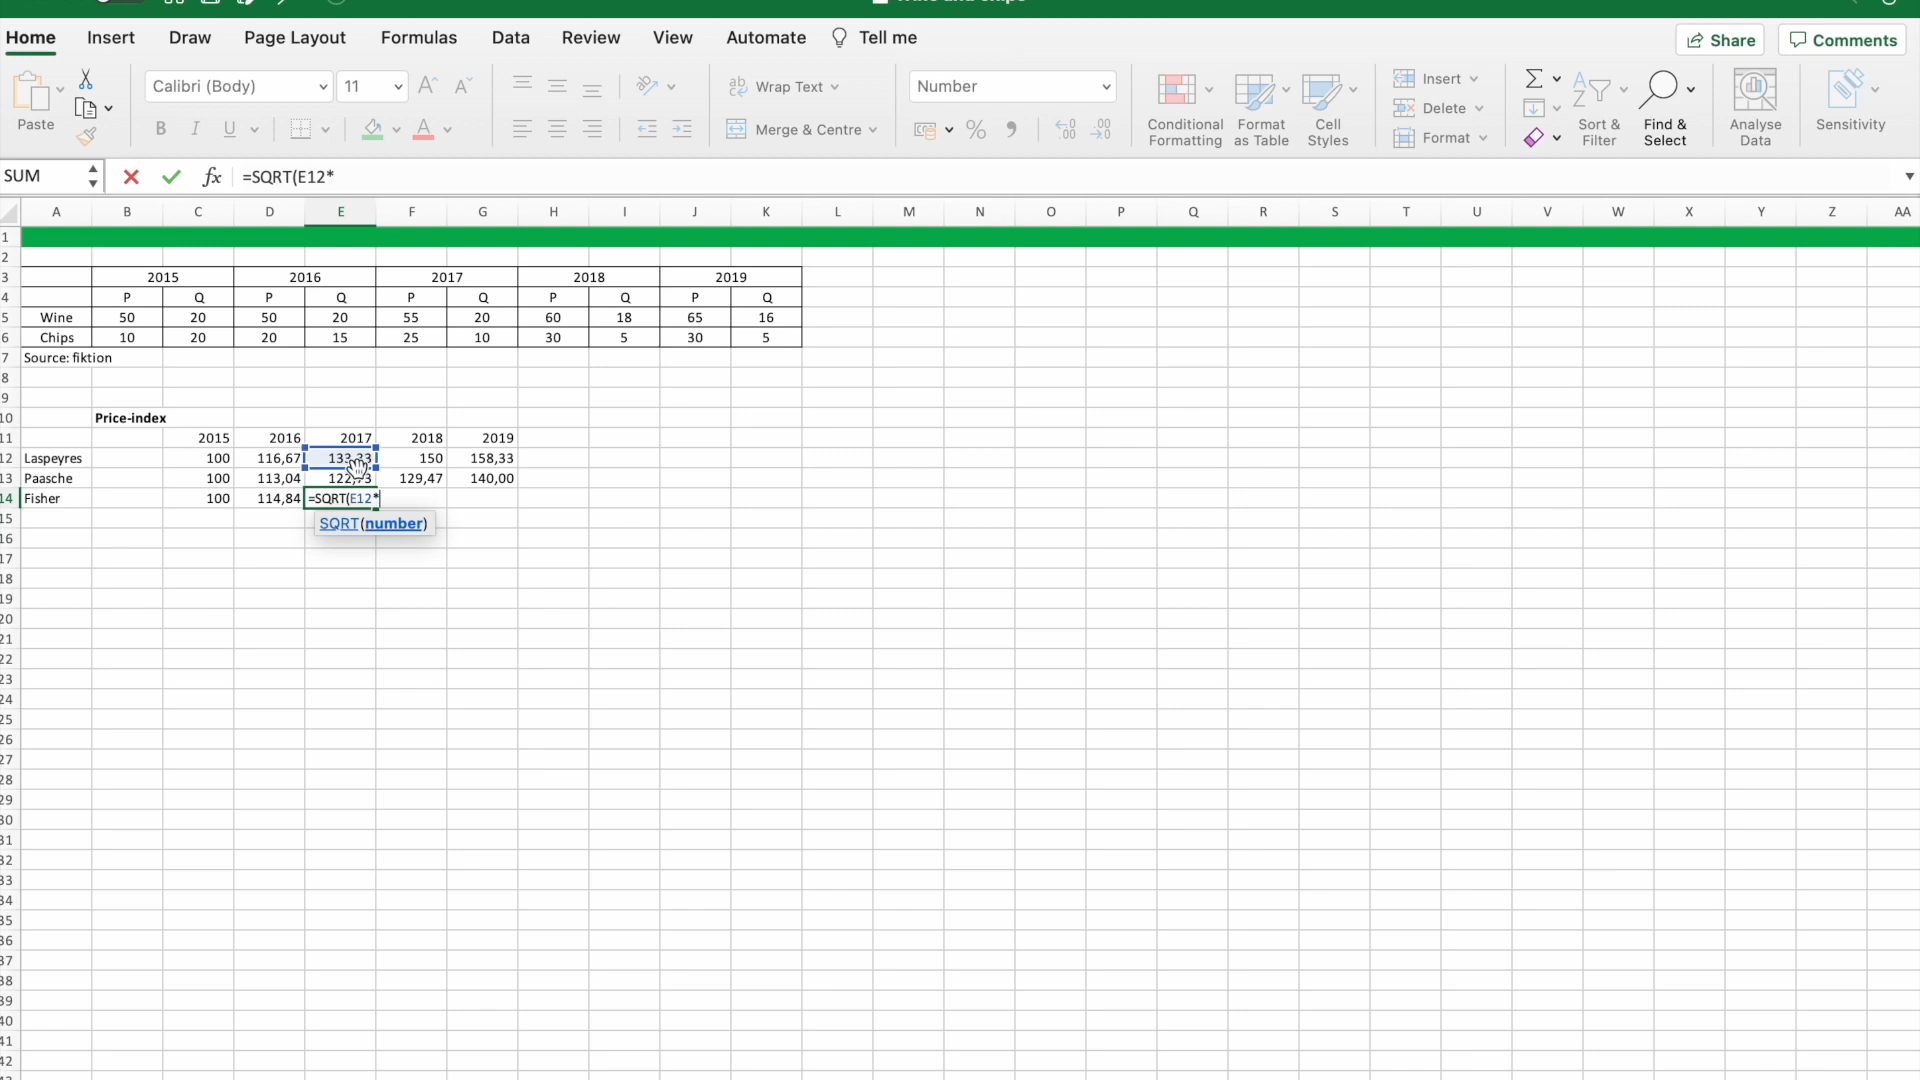 Home Insert Draw Page Layout Formulas Data Review View Automate Tell me Share Comments
Calibri (Body) 11 Wrap Text Number Insert
Paste B I U Merge & Centre Conditional Formatting Format as Table Cell Styles Delete Format Sort & Filter Find & Select Analyse Data Sensitivity
SUM fx =SQRT(E12*
A B C D E F G H I J K L M N O P Q R S T U V W X Y Z AA
1
2
3 2015 2016 2017 2018 2019
4 P Q P Q P Q P Q P Q
5 Wine 50 20 50 20 55 20 60 18 65 16
6 Chips 10 20 20 15 25 10 30 5 30 5
7 Source: fiktion
8
9
10 Price-index
11 2015 2016 2017 2018 2019
12 Laspeyres 100 116,67 133,33 150 158,33
13 Paasche 100 113,04 122,73 129,47 140,00
14 Fisher 100 114,84 =SQRT(E12*
15 SQRT(number)
16
17
18
19
20
21
22
23
24
25
26
27
28
29
30
31
32
33
34
35
36
37
38
39
40
41
42